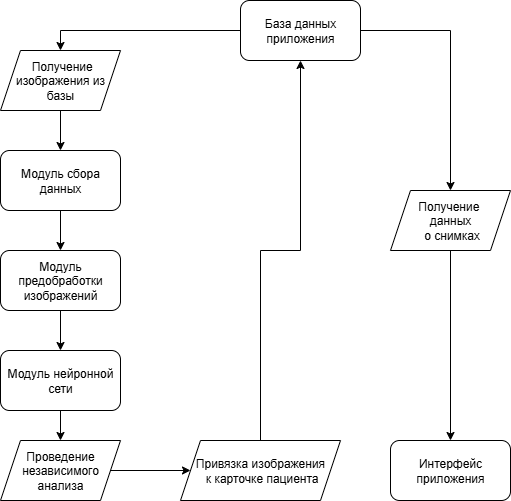 База данных
приложения
Получение
изображения из
базы
Модуль сбора
данных
Получение
данных
о снимках
Модуль
предобработки
изображений
Модуль нейронной
сети
Проведение
независимого
анализа
Привязка изображения
к карточке пациента
Интерфейс
приложения